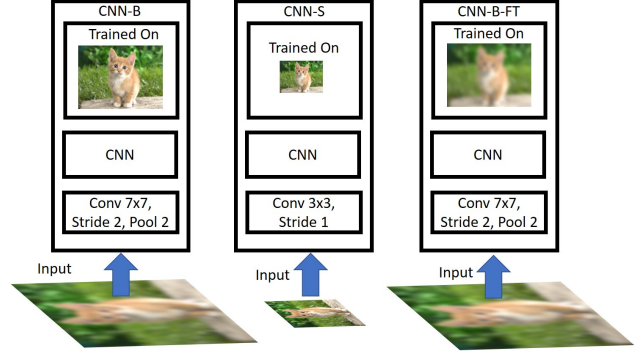 CNN-B
Trained On
CNN
Conv 7x7,
Stride 2, Pool 2
Input
CNN-S
Trained On
CNN
Conv 3x3,
Stride 1
Input
CNN-B-FT
Trained On
CNN
Conv 7x7,
Stride 2, Pool 2
Input